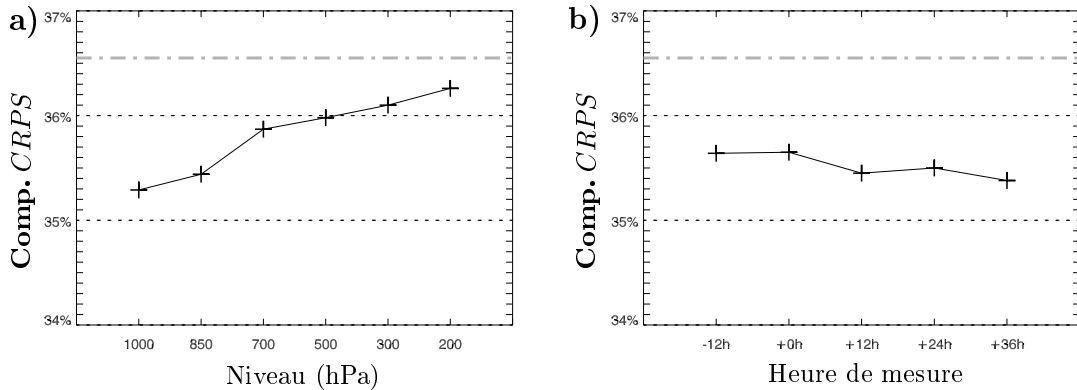 a)
Comp. CRPS
37%
36%
35%
34%
1000 850 700 500 300 200
Niveau (hPa)
b)
Comp. CRPS
37%
36%
35%
34%
-12h +0h +12h +24h +36h
Heure de mesure